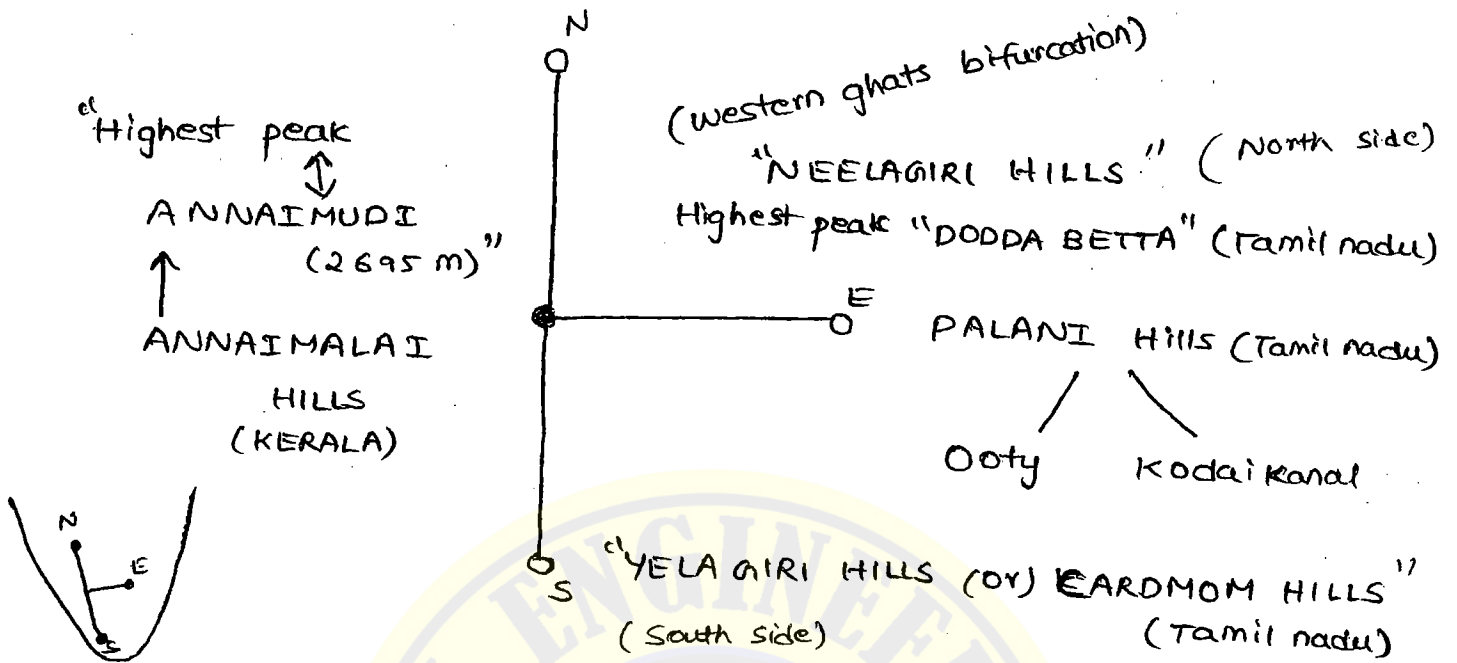 N
(western ghats bifurcation)
"Highest peak
"NEELAGIRI HILLS" (North side)
ANNAIMUDI
Highest peak "DODDA BETTA" (Tamil nadu)
(2695 m)"
E
ANNAIMALAI
PALANI Hills (Tamil nadu)
HILLS
(KERALA)
Ooty Kodaikanal
N
E
S
S
"YELAGIRI HILLS (or) CARDMOM HILLS"
(South side) (Tamil nadu)
ENGINEE